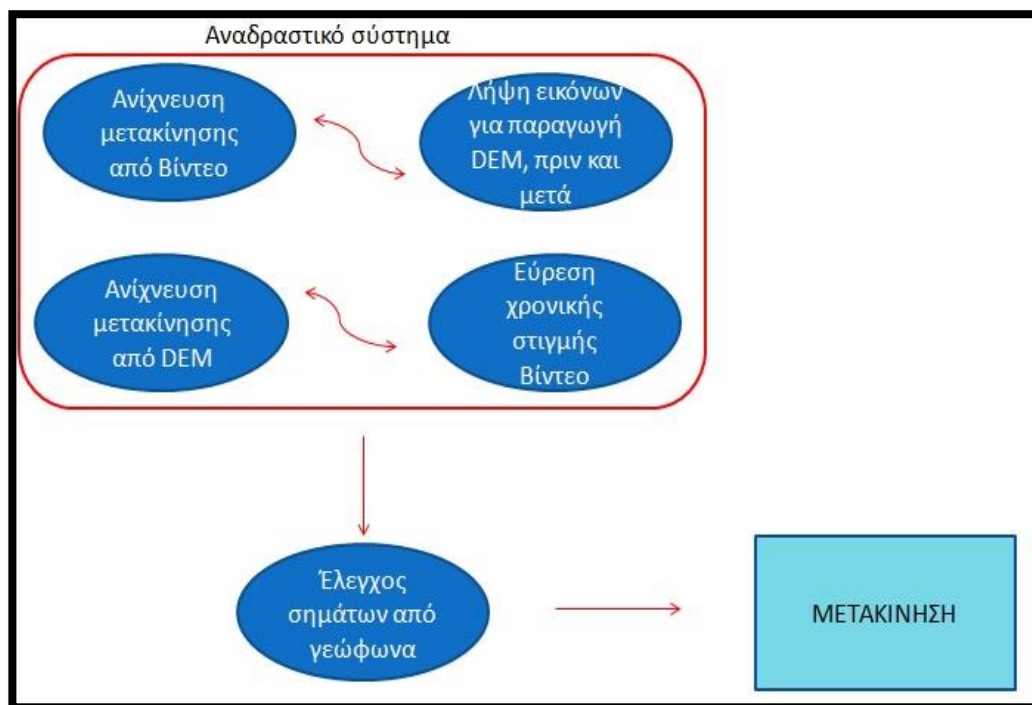 Αναδραστικό σύστημα
Ανίχνευση
μετακίνησης
από Βίντεο
Λήψη εικόνων
για παραγωγή
DEM, πριν και
μετά
Ανίχνευση
μετακίνησης
από DEM
Εύρεση
χρονικής
στιγμής
Βίντεο
Έλεγχος
σημάτων από
γεώφωνα
ΜΕΤΑΚΙΝΗΣΗ